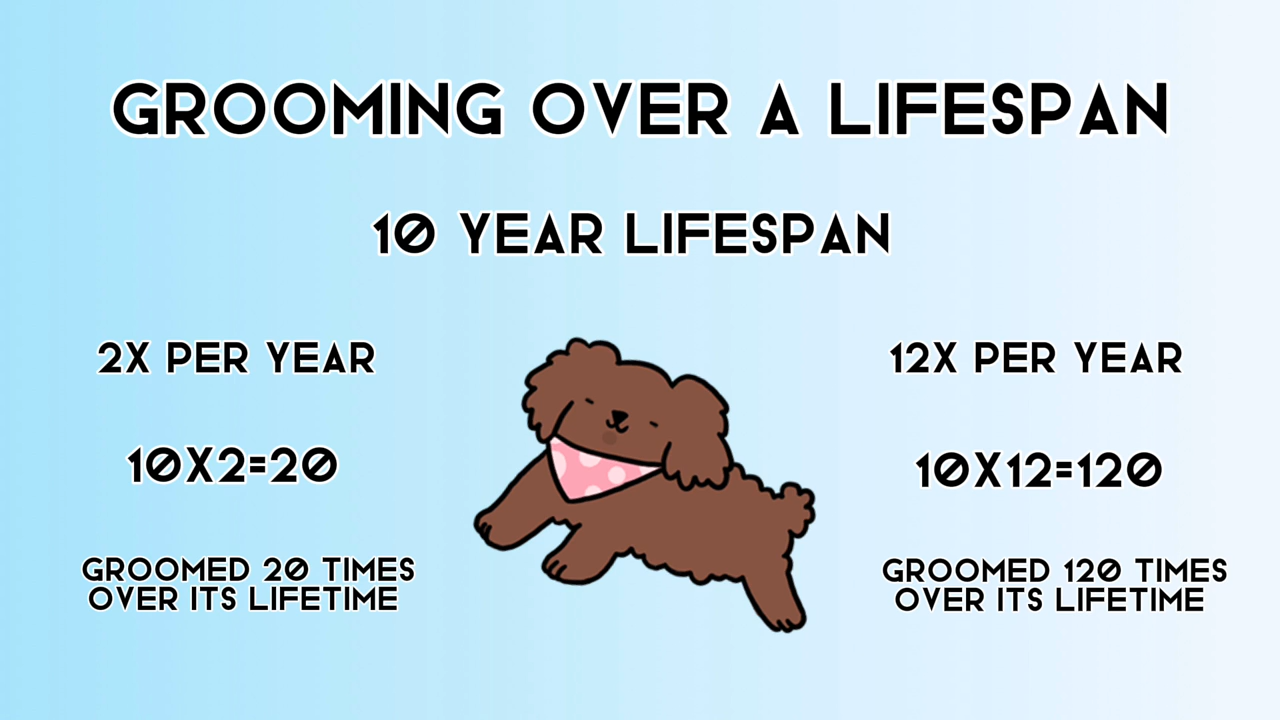 GROOMING OVER A LIFESPAN
10 YEAR LIFESPAN
2X PER YEAR
10X2=20
GROOMED 20 TIMES
OVER ITS LIFETIME
12X PER YEAR
10X12=120
GROOMED 120 TIMES
OVER ITS LIFETIME